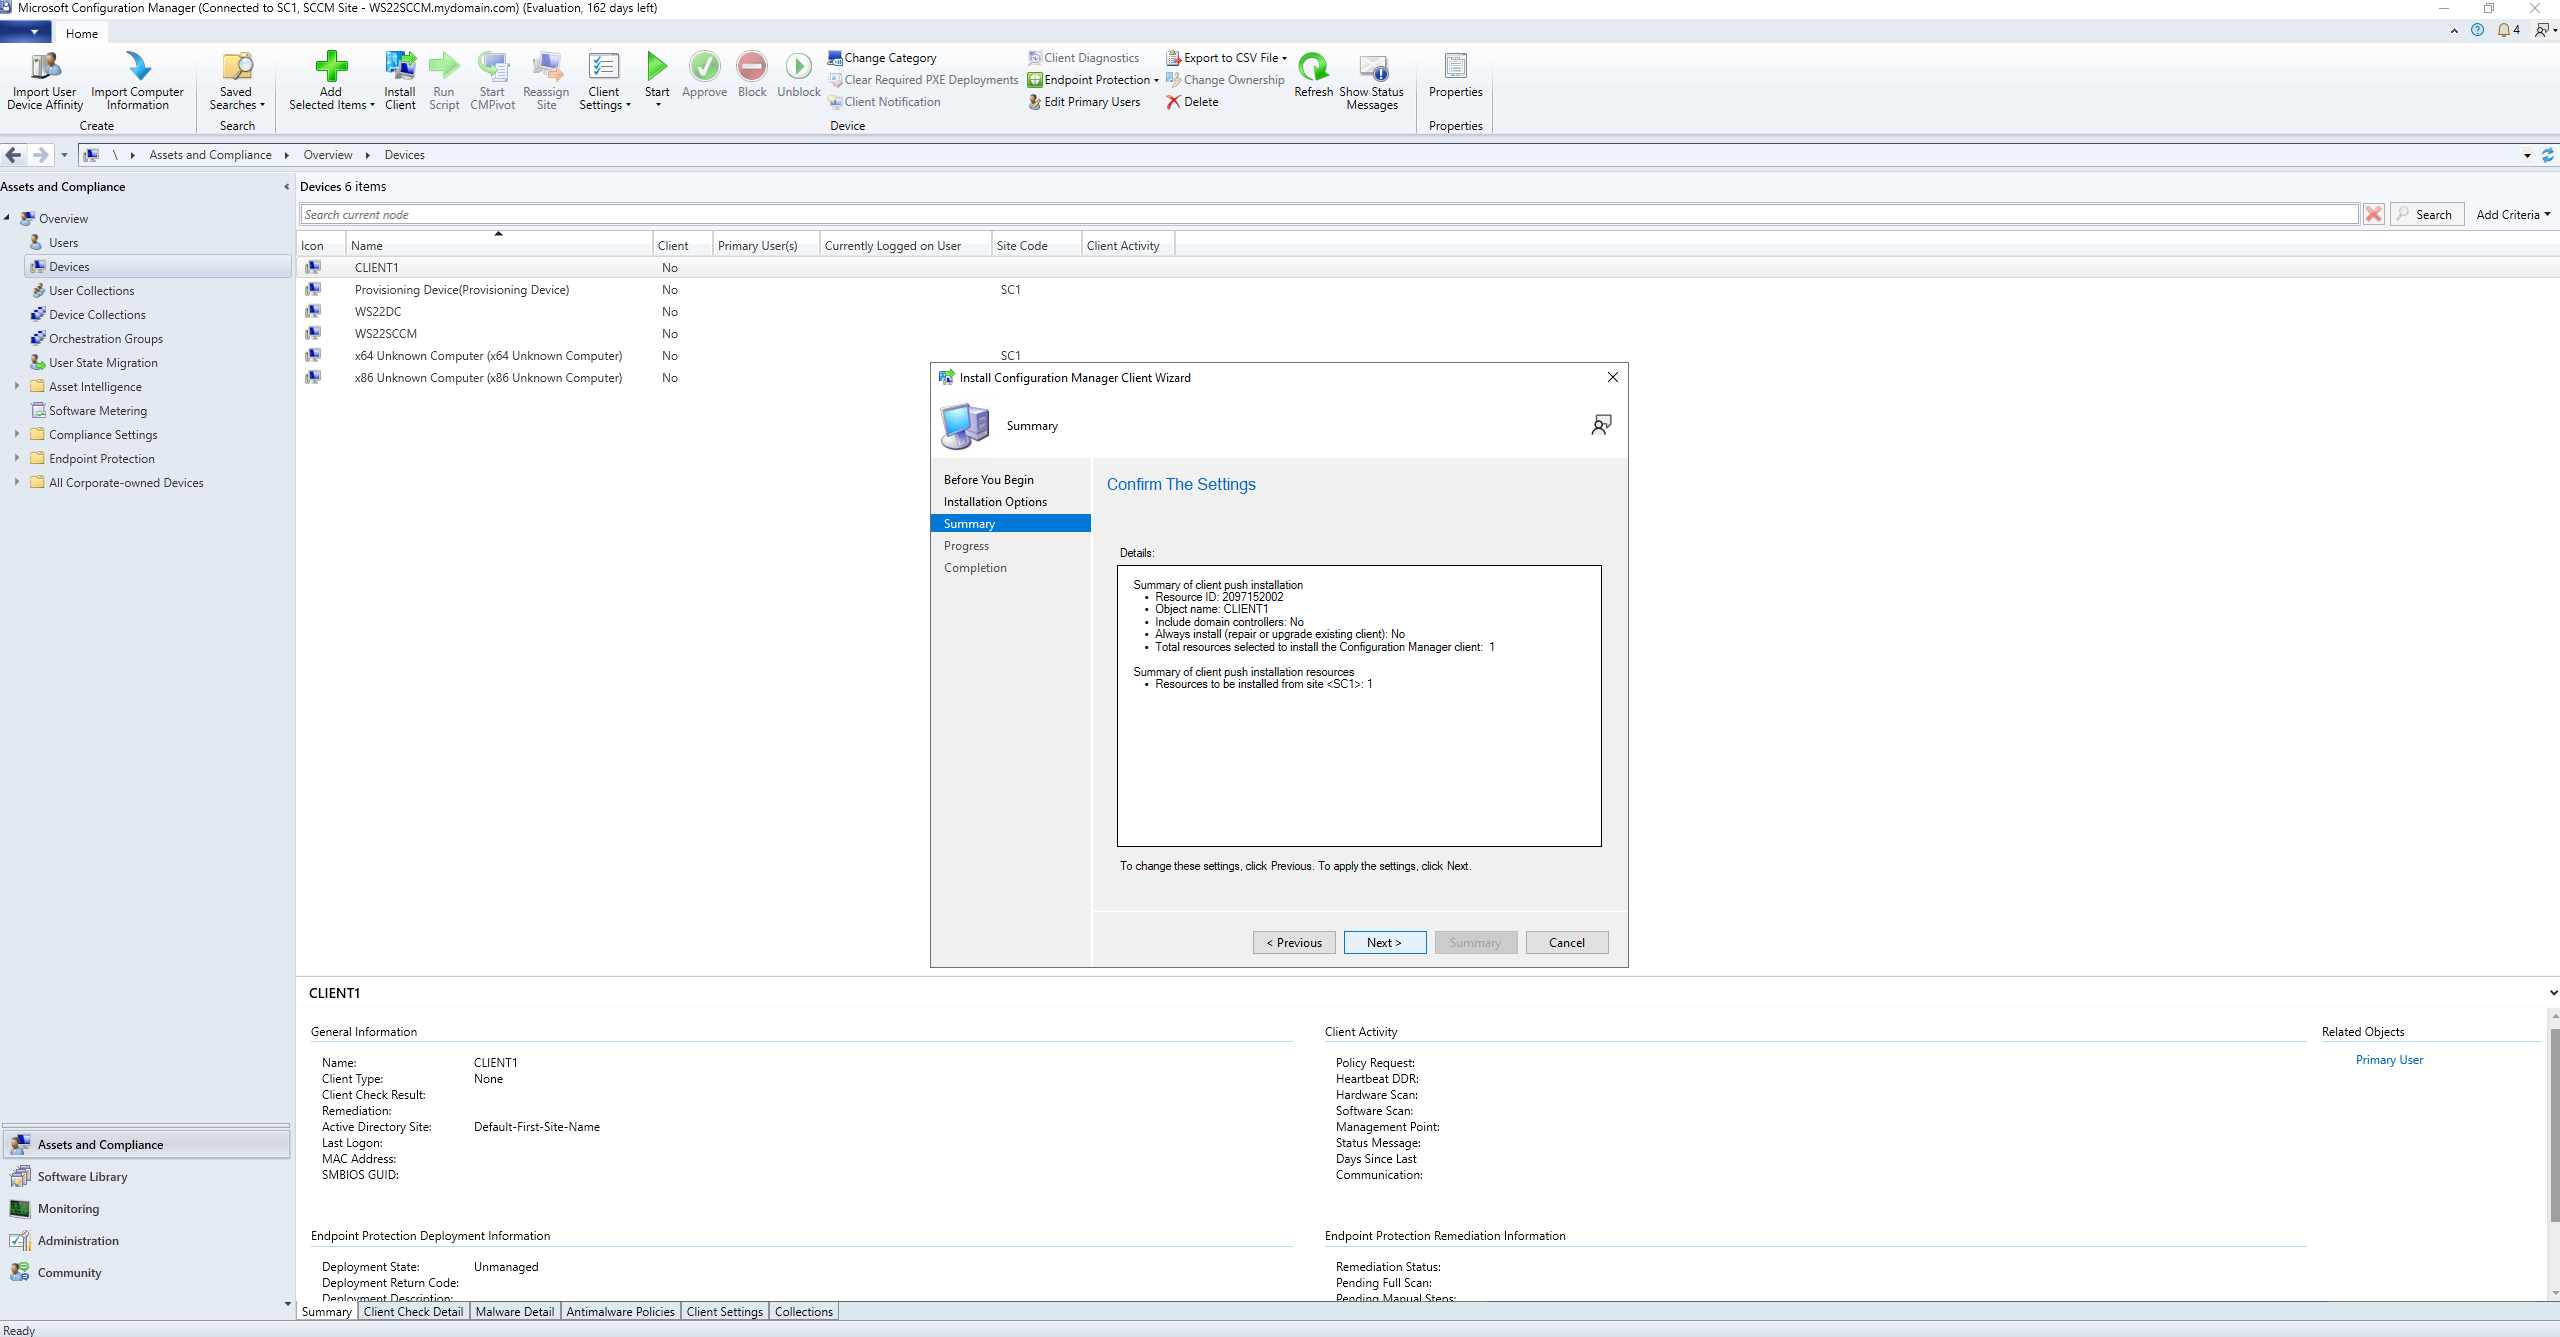 Microsoft Configuration Manager (Connected to SC1, SCCM Site - WS22SCCM.mydomain.com) (Evaluation, 162 days left)
Home
4
Import User Device Affinity
Import Computer Information
Create
Saved Searches
Search
Add Selected Items
Install Client
Run Script
Start CMPivot
Reassign Site
Client Settings
Start
Approve
Block
Unblock
Change Category
Clear Required PXE Deployments
Client Notification
Client Diagnostics
Endpoint Protection
Edit Primary Users
Export to CSV File
Change Ownership
Delete
Refresh
Show Status Messages
Device
Properties
Properties
\ Assets and Compliance Overview Devices
Assets and Compliance
Overview
Users
Devices
User Collections
Device Collections
Orchestration Groups
User State Migration
Asset Intelligence
Software Metering
Compliance Settings
Endpoint Protection
All Corporate-owned Devices
Assets and Compliance
Software Library
Monitoring
Administration
Community
Devices 6 items
Search current node
Search
Add Criteria
Icon Name Client Primary User(s) Currently Logged on User Site Code Client Activity
CLIENT1 No
Provisioning Device(Provisioning Device) No SC1
WS22DC No
WS22SCCM No
x64 Unknown Computer (x64 Unknown Computer) No SC1
x86 Unknown Computer (x86 Unknown Computer) No
Install Configuration Manager Client Wizard
Summary
Before You Begin
Installation Options
Summary
Progress
Completion
Confirm The Settings
Details:
Summary of client push installation
• Resource ID: 2097152002
• Object name: CLIENT1
• Include domain controllers: No
• Always install (repair or upgrade existing client): No
• Total resources selected to install the Configuration Manager client: 1
Summary of client push installation resources
• Resources to be installed from site <SC1>: 1
To change these settings, click Previous. To apply the settings, click Next.
< Previous
Next >
Summary
Cancel
CLIENT1
General Information
Name: CLIENT1
Client Type: None
Client Check Result:
Remediation:
Active Directory Site: Default-First-Site-Name
Last Logon:
MAC Address:
SMBIOS GUID:
Client Activity
Policy Request:
Heartbeat DDR:
Hardware Scan:
Software Scan:
Management Point:
Status Message:
Days Since Last
Communication:
Related Objects
Primary User
Endpoint Protection Deployment Information
Deployment State: Unmanaged
Deployment Return Code:
Deployment Description:
Endpoint Protection Remediation Information
Remediation Status:
Pending Full Scan:
Pending Manual Steps:
Summary
Client Check Detail
Malware Detail
Antimalware Policies
Client Settings
Collections
Ready